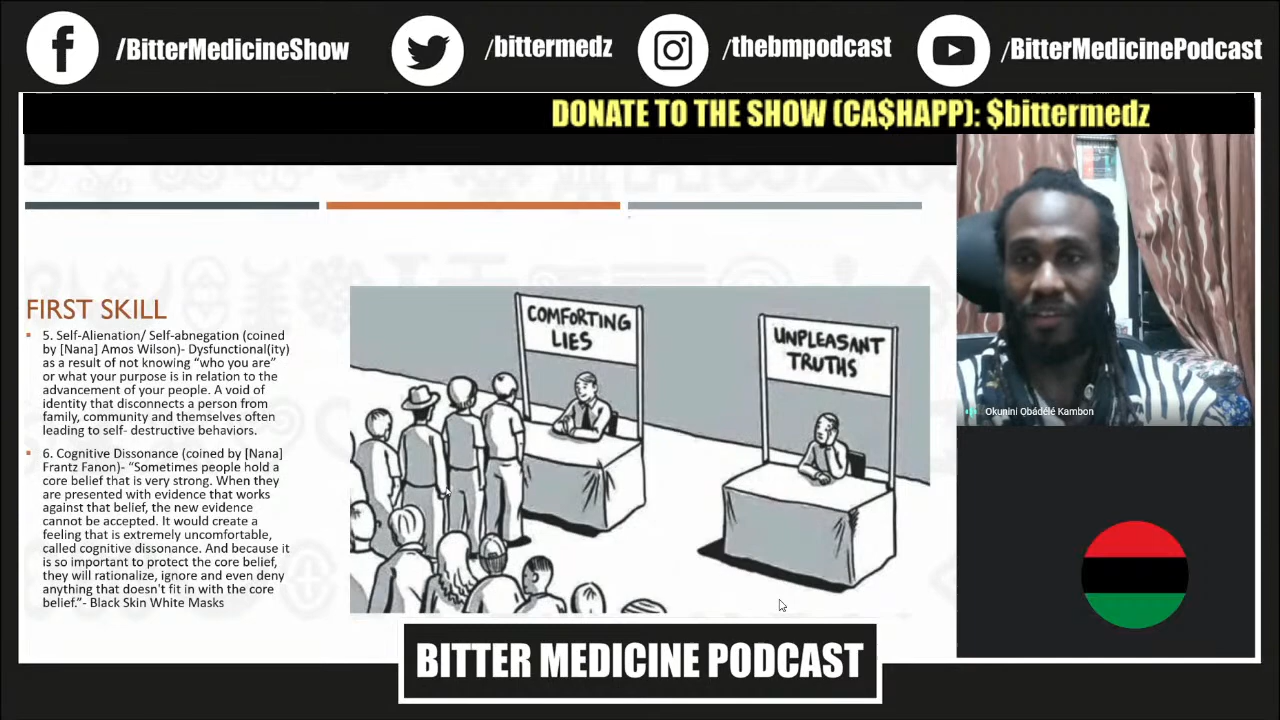 /BitterMedicineShow
/bittermedz
/thebmpodcast
/BitterMedicinePodcast
DONATE TO THE SHOW (CA$HAPP): $bittermedz
FIRST SKILL
5. Self-Alienation/ Self-abnegation (coined
by [Nana] Amos Wilson)- Dysfunctional(ity)
as a result of not knowing “who you are”
or what your purpose is in relation to the
advancement of your people. A void of
identity that disconnects a person from
family, community and themselves often
leading to self- destructive behaviors.
6. Cognitive Dissonance (coined by [Nana]
Frantz Fanon)- “Sometimes people hold a
core belief that is very strong. When they
are presented with evidence that works
against that belief, the new evidence
cannot be accepted. It would create a
feeling that is extremely uncomfortable,
called cognitive dissonance. And because it
is so important to protect the core belief,
they will rationalize, ignore and even deny
anything that doesn't fit in with the core
belief.”- Black Skin White Masks
COMFORTING
LIES
UNPLEASANT
TRUTHS
Okunini Ọbádélé Kambon
BITTER MEDICINE PODCAST